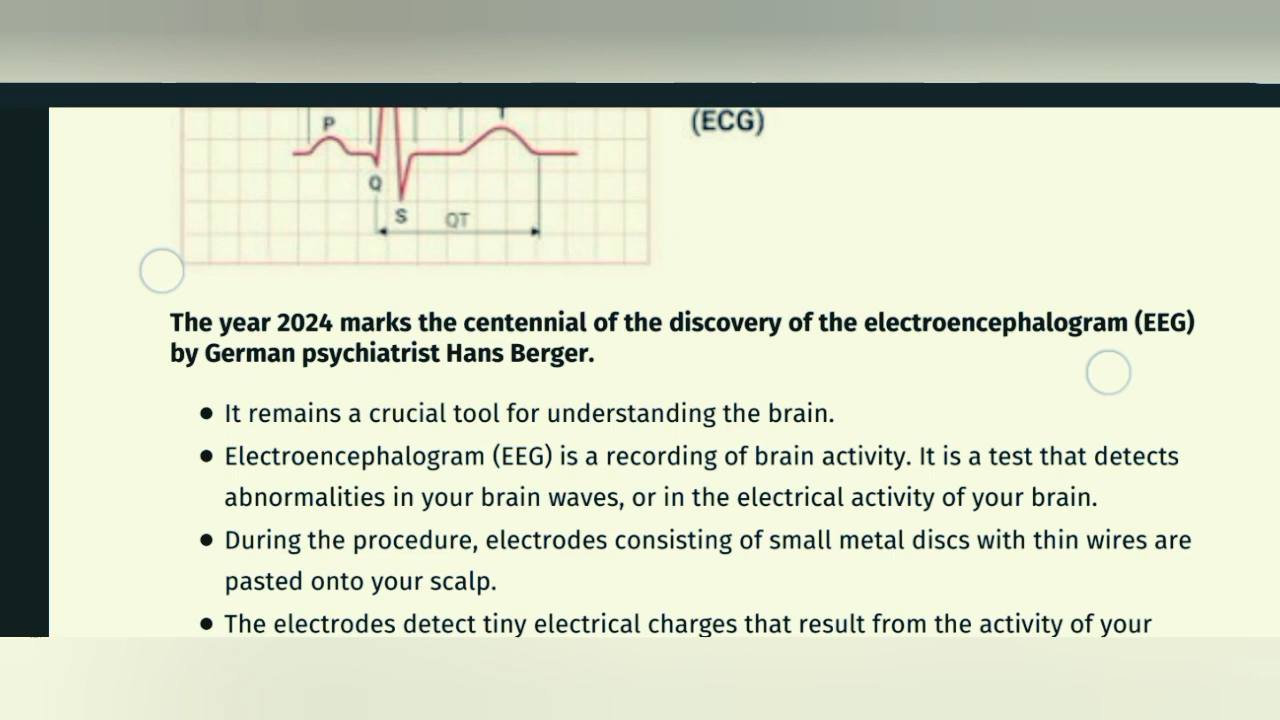 P
T
(ECG)
Q
S
QT
The year 2024 marks the centennial of the discovery of the electroencephalogram (EEG)
by German psychiatrist Hans Berger.
● It remains a crucial tool for understanding the brain.
● Electroencephalogram (EEG) is a recording of brain activity. It is a test that detects
abnormalities in your brain waves, or in the electrical activity of your brain.
● During the procedure, electrodes consisting of small metal discs with thin wires are
pasted onto your scalp.
● The electrodes detect tiny electrical charges that result from the activity of your